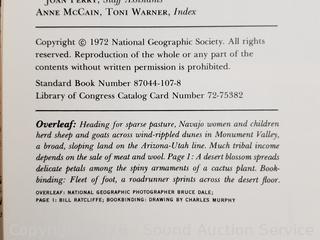 JOAN PERRY, Staff Assistants
ANNE MCCAIN, TONI WARNER, Index
Copyright © 1972 National Geographic Society. All rights
reserved. Reproduction of the whole or any part of the
contents without written permission is prohibited.
Standard Book Number 87044-107-8
Library of Congress Catalog Card Number 72-75382
Overleaf: Heading for sparse pasture, Navajo women and children
herd sheep and goats across wind-rippled dunes in Monument Valley,
a broad, sloping land on the Arizona-Utah line. Much tribal income
depends on the sale of meat and wool. Page 1: A desert blossom spreads
delicate petals among the spiny armaments of a cactus plant. Book-
binding: Fleet of foot, a roadrunner sprints across the desert floor.
OVERLEAF: NATIONAL GEOGRAPHIC PHOTOGRAPHER BRUCE DALE;
PAGE 1: BILL RATCLIFFE; BOOKBINDING: DRAWING BY CHARLES MURPHY
Sound Auction Service